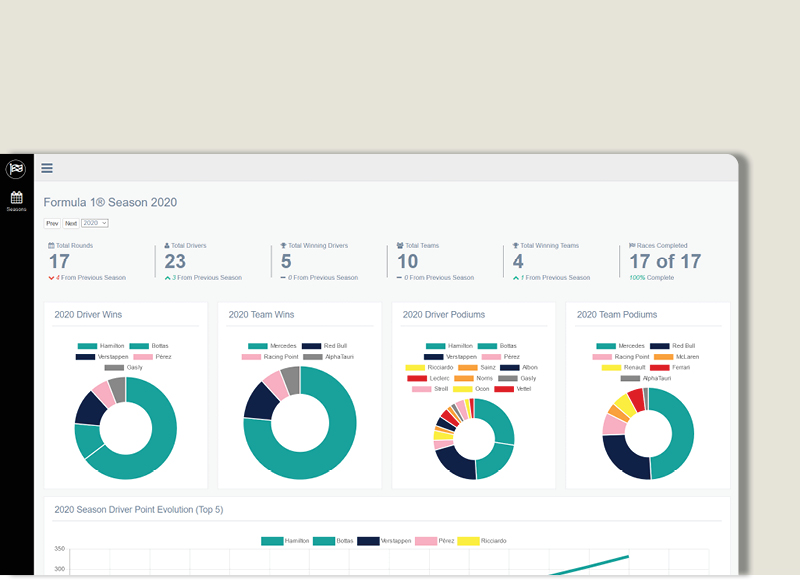 Seasons
Formula 1® Season 2020
Prev Next 2020
Total Rounds
17
4 From Previous Season
Total Drivers
23
3 From Previous Season
Total Winning Drivers
5
0 From Previous Season
Total Teams
10
0 From Previous Season
Total Winning Teams
4
1 From Previous Season
Races Completed
17 of 17
100% Complete
2020 Driver Wins
Hamilton Bottas
Verstappen Pérez
Gasly
2020 Team Wins
Mercedes Red Bull
Racing Point AlphaTauri
2020 Driver Podiums
Hamilton Bottas
Verstappen Pérez
Ricciardo Sainz Albon
Leclerc Norris Gasly
Stroll Ocon Vettel
2020 Team Podiums
Mercedes Red Bull
Racing Point McLaren
Renault Ferrari
AlphaTauri
2020 Season Driver Point Evolution (Top 5)
Hamilton Bottas Verstappen Pérez Ricciardo
350
300